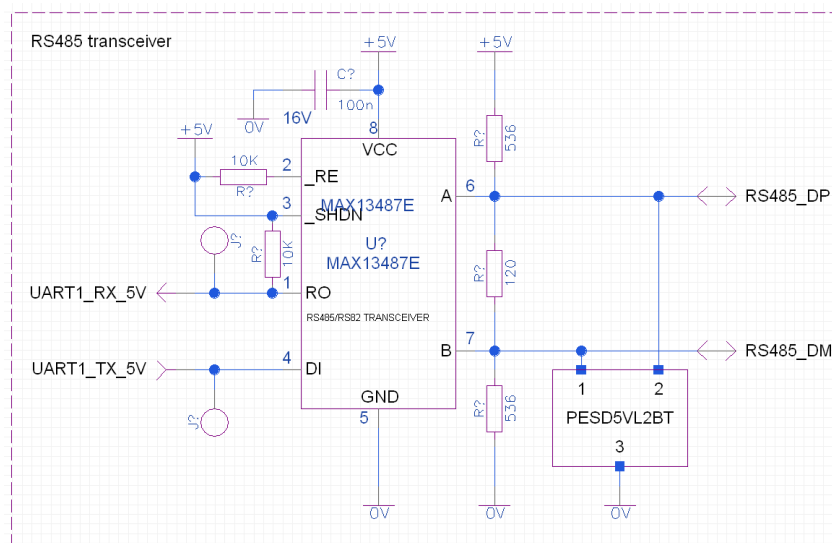 RS485 transceiver
+5V
+5V
C?
100n
0V
16V
+5V
8
VCC
R?
536
10K
2
_RE
R?
MAX13487E
A
6
RS485_DP
3
_SHDN
J?
R?
10K
U?
MAX13487E
R?
120
UART1_RX_5V
1
RO
RS485/RS82 TRANSCEIVER
B
7
RS485_DM
UART1_TX_5V
4
DI
J?
GND
5
R?
536
1
2
PESD5VL2BT
3
0V
0V
0V